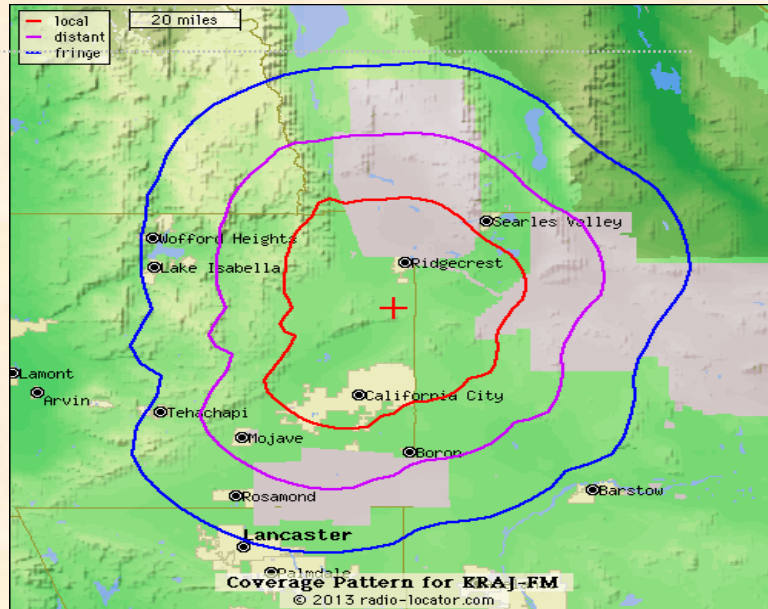 local
distant
fringe
20 miles
Searles Valley
Wofford Heights
Lake Isabella
Ridgecrest
Lamont
Arvin
California City
Tehachapi
Mojave
Boron
Rosamond
Barstow
Lancaster
Palmdale
Coverage Pattern for KRAJ-FM
© 2013 radio-locator.com